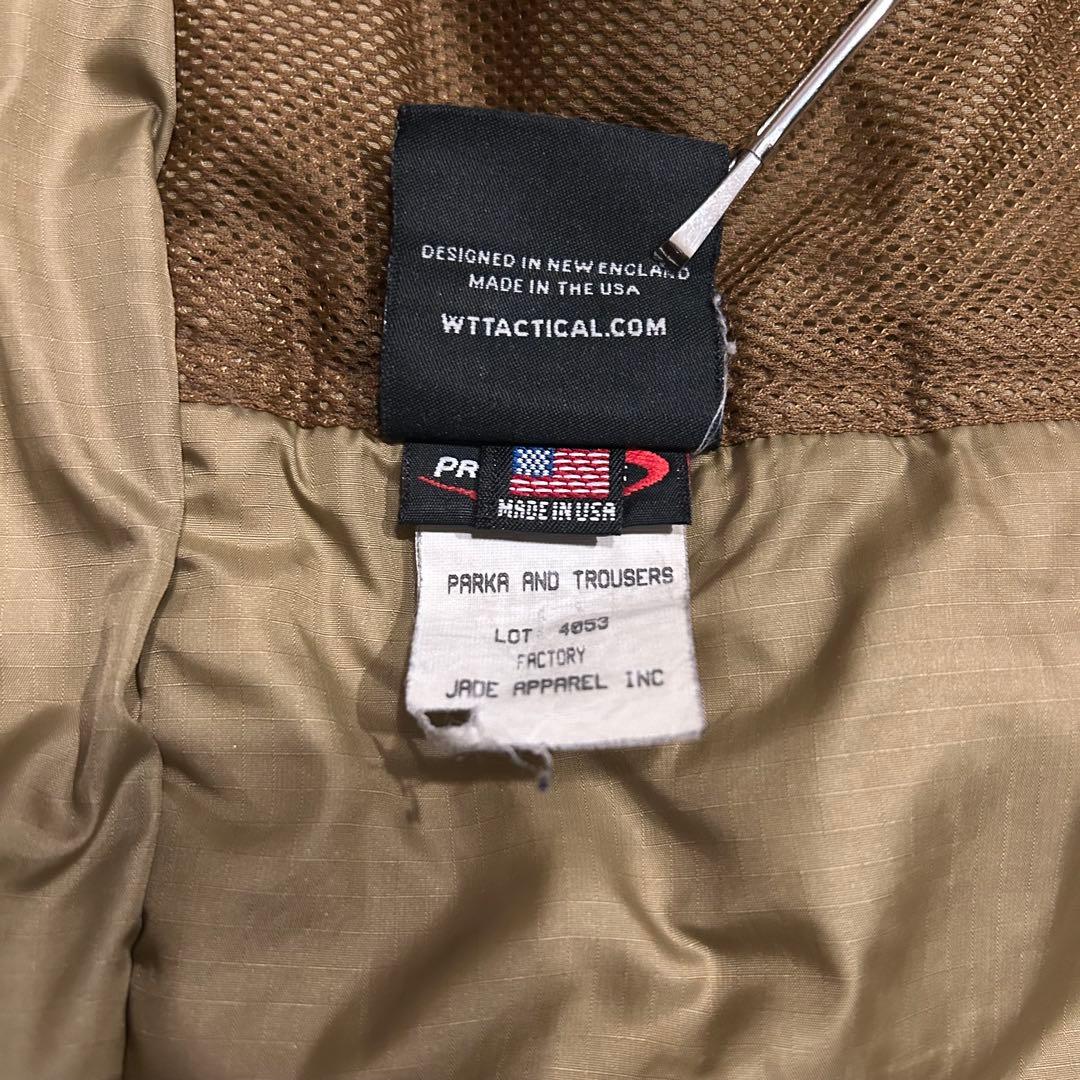 DESIGNED IN NEW ENGLAND
MADE IN THE USA
WTTACTICAL.COM
PR
MADE IN USA
PARKA AND TROUSERS
LOT 4053
FACTORY
JADE APPAREL INC